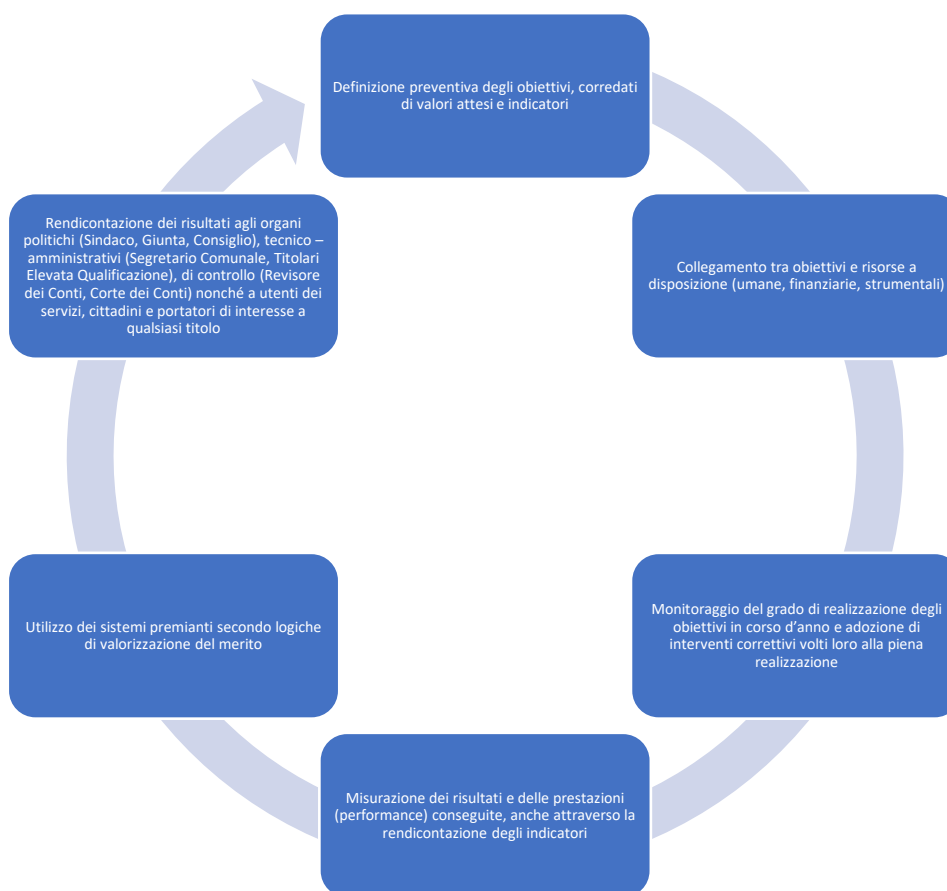 Definizione preventiva degli obiettivi, corredati
di valori attesi e indicatori
Collegamento tra obiettivi e risorse a
disposizione (umane, finanziarie, strumentali)
Monitoraggio del grado di realizzazione degli
obiettivi in corso d’anno e adozione di
interventi correttivi volti loro alla piena
realizzazione
Misurazione dei risultati e delle prestazioni
(performance) conseguite, anche attraverso la
rendicontazione degli indicatori
Utilizzo dei sistemi premianti secondo logiche
di valorizzazione del merito
Rendicontazione dei risultati agli organi
politici (Sindaco, Giunta, Consiglio), tecnico –
amministrativi (Segretario Comunale, Titolari
Elevata Qualificazione), di controllo (Revisore
dei Conti, Corte dei Conti) nonché a utenti dei
servizi, cittadini e portatori di interesse a
qualsiasi titolo